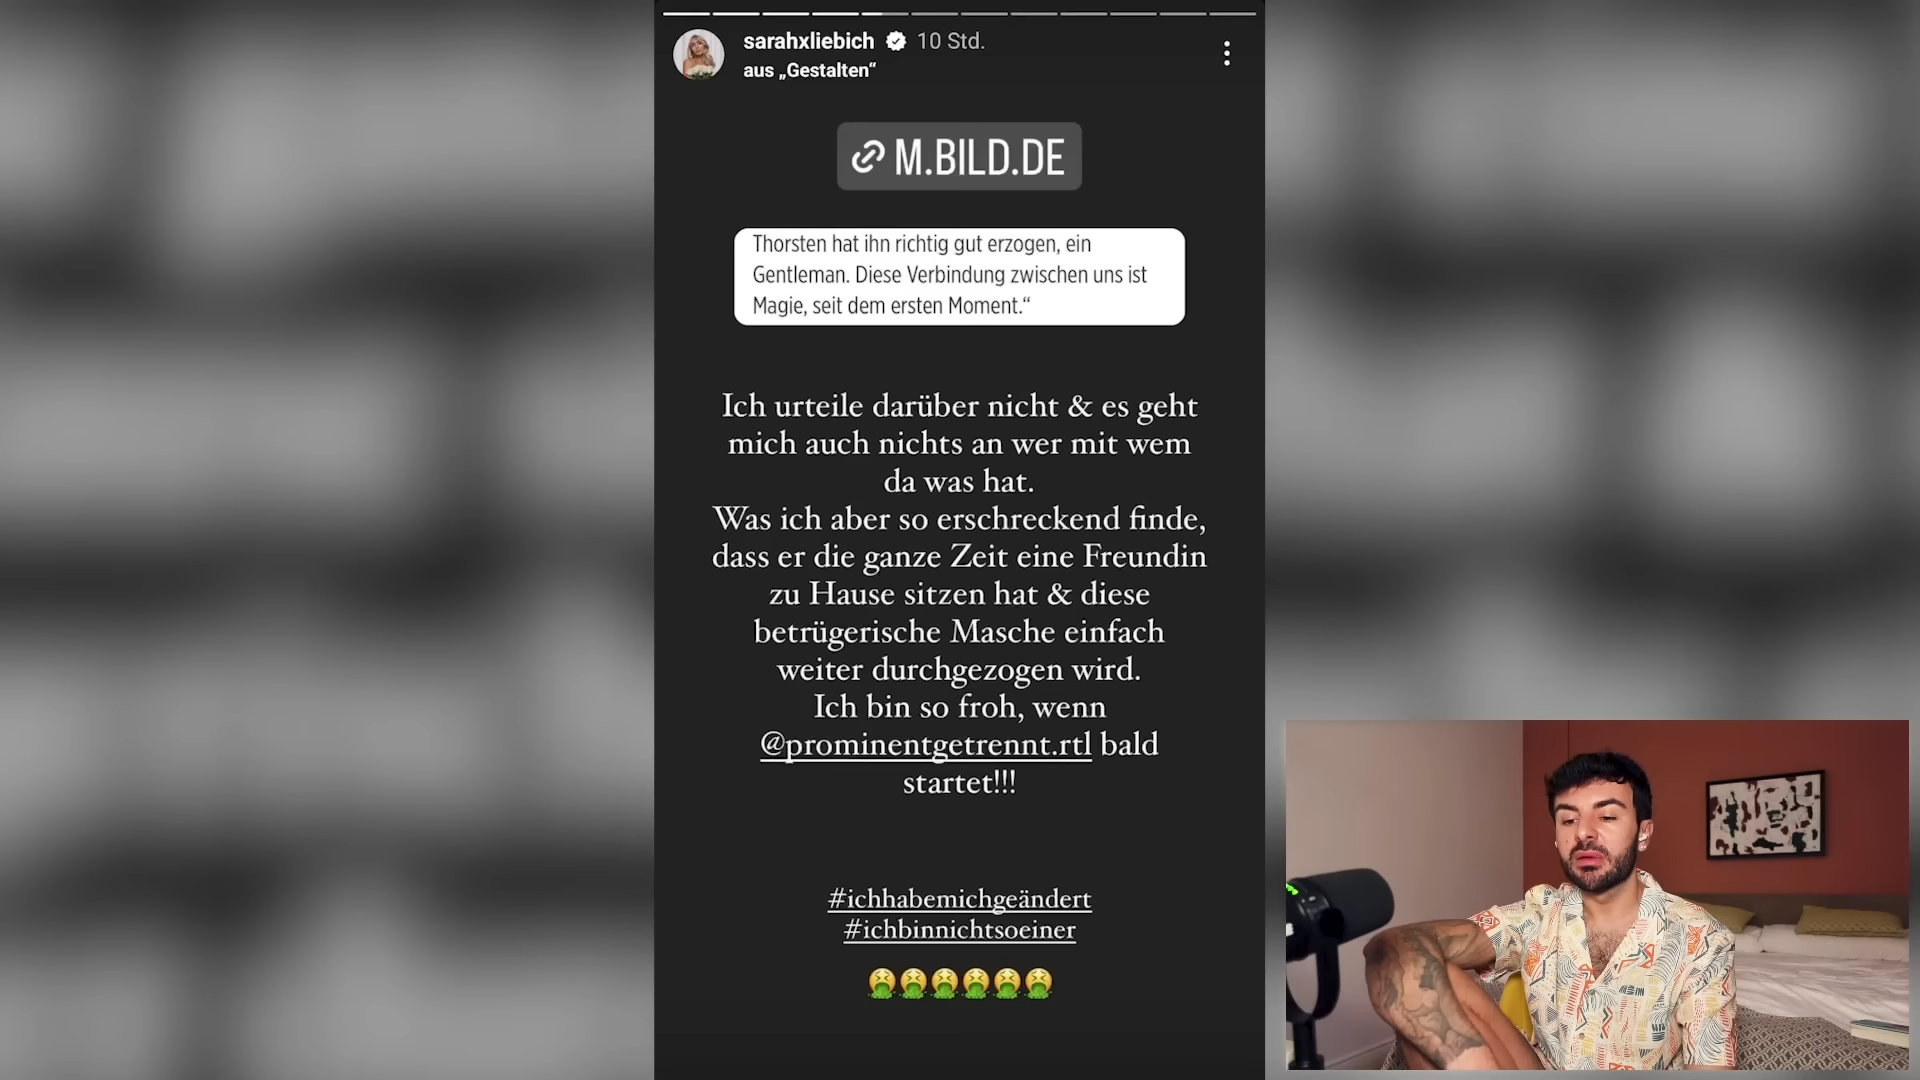 sarahxliebich 10 Std.
aus „Gestalten“
M.BILD.DE
Thorsten hat ihn richtig gut erzogen, ein
Gentleman. Diese Verbindung zwischen uns ist
Magie, seit dem ersten Moment.“
Ich urteile darüber nicht & es geht
mich auch nichts an wer mit wem
da was hat.
Was ich aber so erschreckend finde,
dass er die ganze Zeit eine Freundin
zu Hause sitzen hat & diese
betrügerische Masche einfach
weiter durchgezogen wird.
Ich bin so froh, wenn
@prominentgetrennt.rtl bald
startet!!!
#ichhabemichgeändert
#ichbinnichtsoeiner
🤮🤮🤮🤮🤮🤮